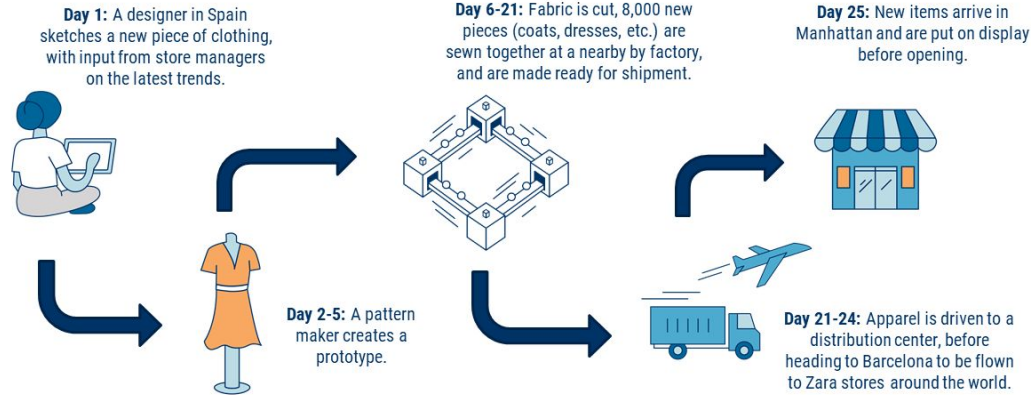 Day 1: A designer in Spain
sketches a new piece of clothing,
with input from store managers
on the latest trends.
Day 2-5: A pattern
maker creates a
prototype.
Day 6-21: Fabric is cut, 8,000 new
pieces (coats, dresses, etc.) are
sewn together at a nearby by factory,
and are made ready for shipment.
Day 21-24: Apparel is driven to a
distribution center, before
heading to Barcelona to be flown
to Zara stores around the world.
Day 25: New items arrive in
Manhattan and are put on display
before opening.